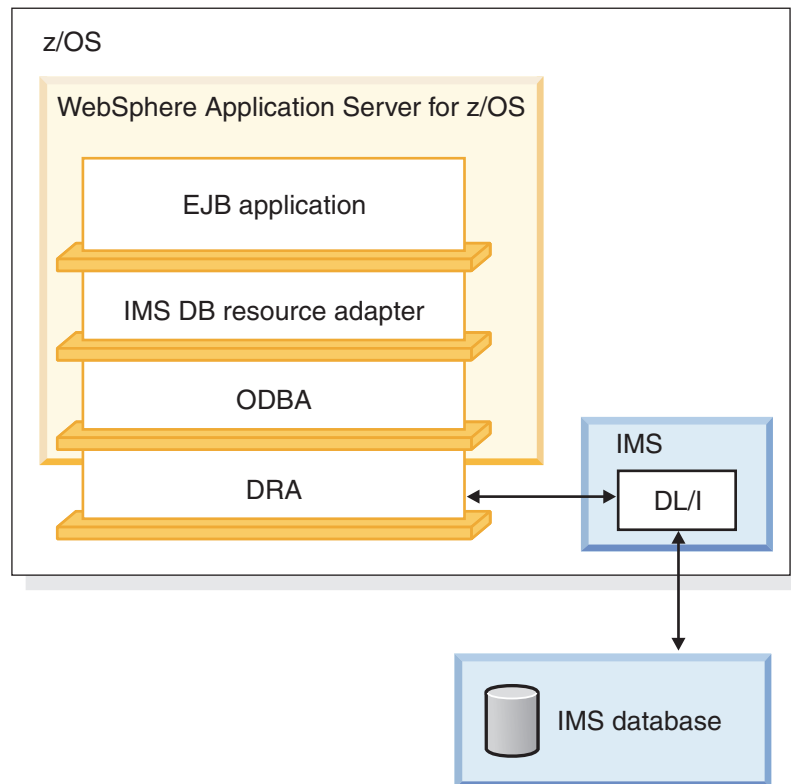 z/OS
WebSphere Application Server for z/OS
EJB application
IMS DB resource adapter
ODBA
DRA
IMS
DL/I
IMS database